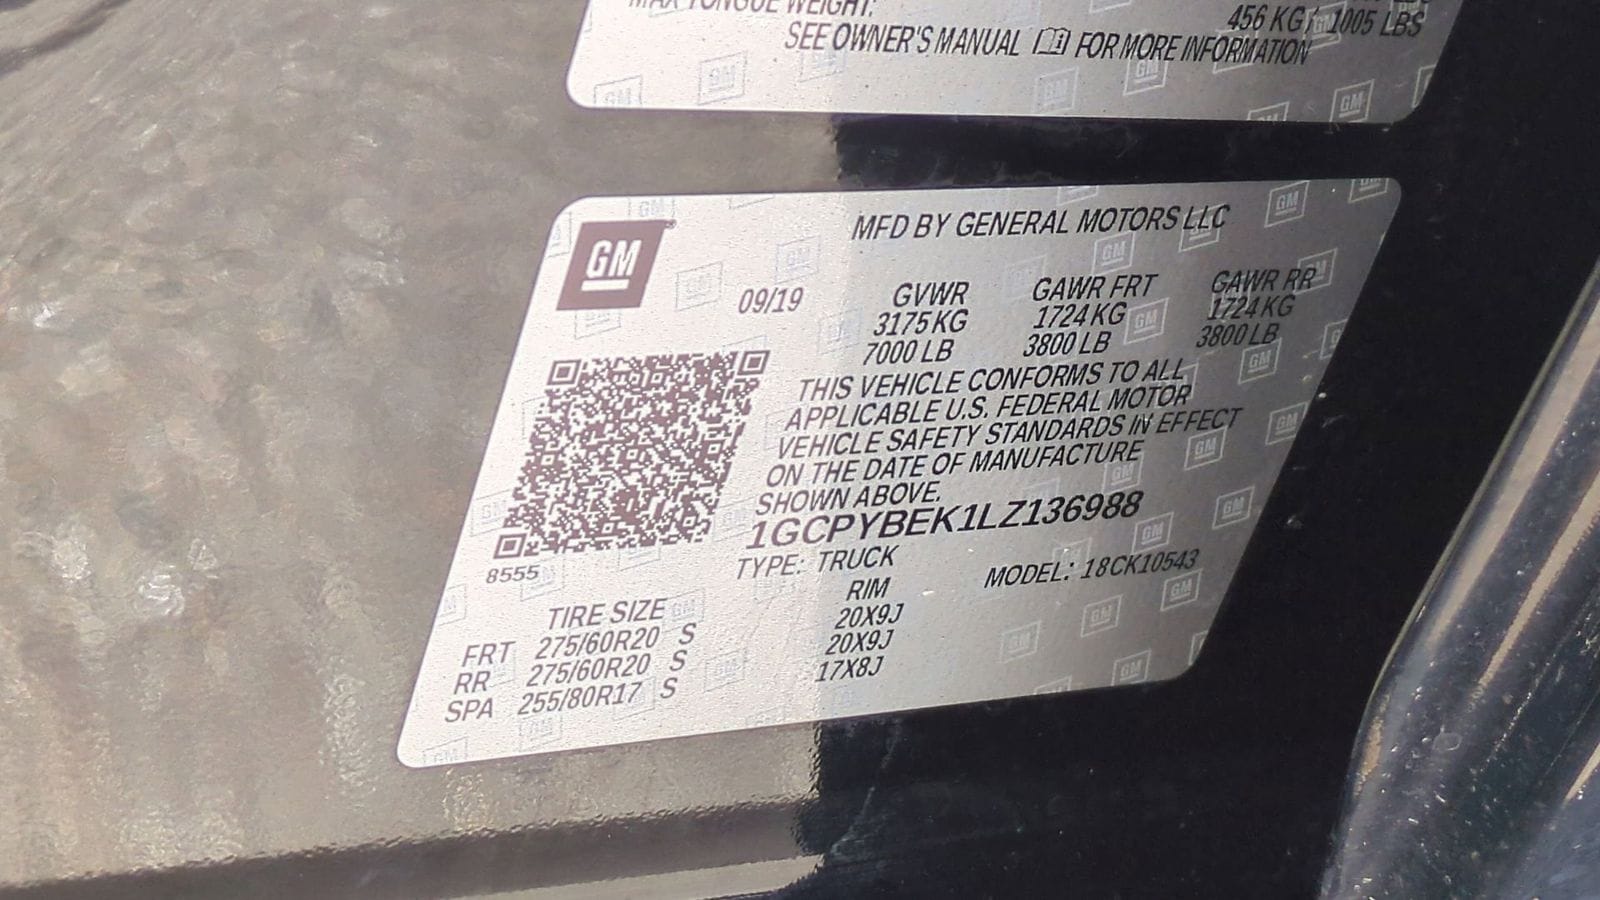 MAX TONGUE WEIGHT:
456 KG/ 1005 LBS
SEE OWNER'S MANUAL FOR MORE INFORMATION
GM
MFD BY GENERAL MOTORS LLC
09/19
GVWR GAWR FRT GAWR RR
3175 KG 1724 KG 1724 KG
7000 LB 3800 LB 3800 LB
THIS VEHICLE CONFORMS TO ALL
APPLICABLE U.S. FEDERAL MOTOR
VEHICLE SAFETY STANDARDS IN EFFECT
ON THE DATE OF MANUFACTURE
SHOWN ABOVE.
1GCPYBEK1LZ136988
8555
TYPE: TRUCK MODEL: 18CK10543
TIRE SIZE RIM
FRT 275/60R20 S 20X9J
RR 275/60R20 S 20X9J
SPA 255/80R17 S 17X8J